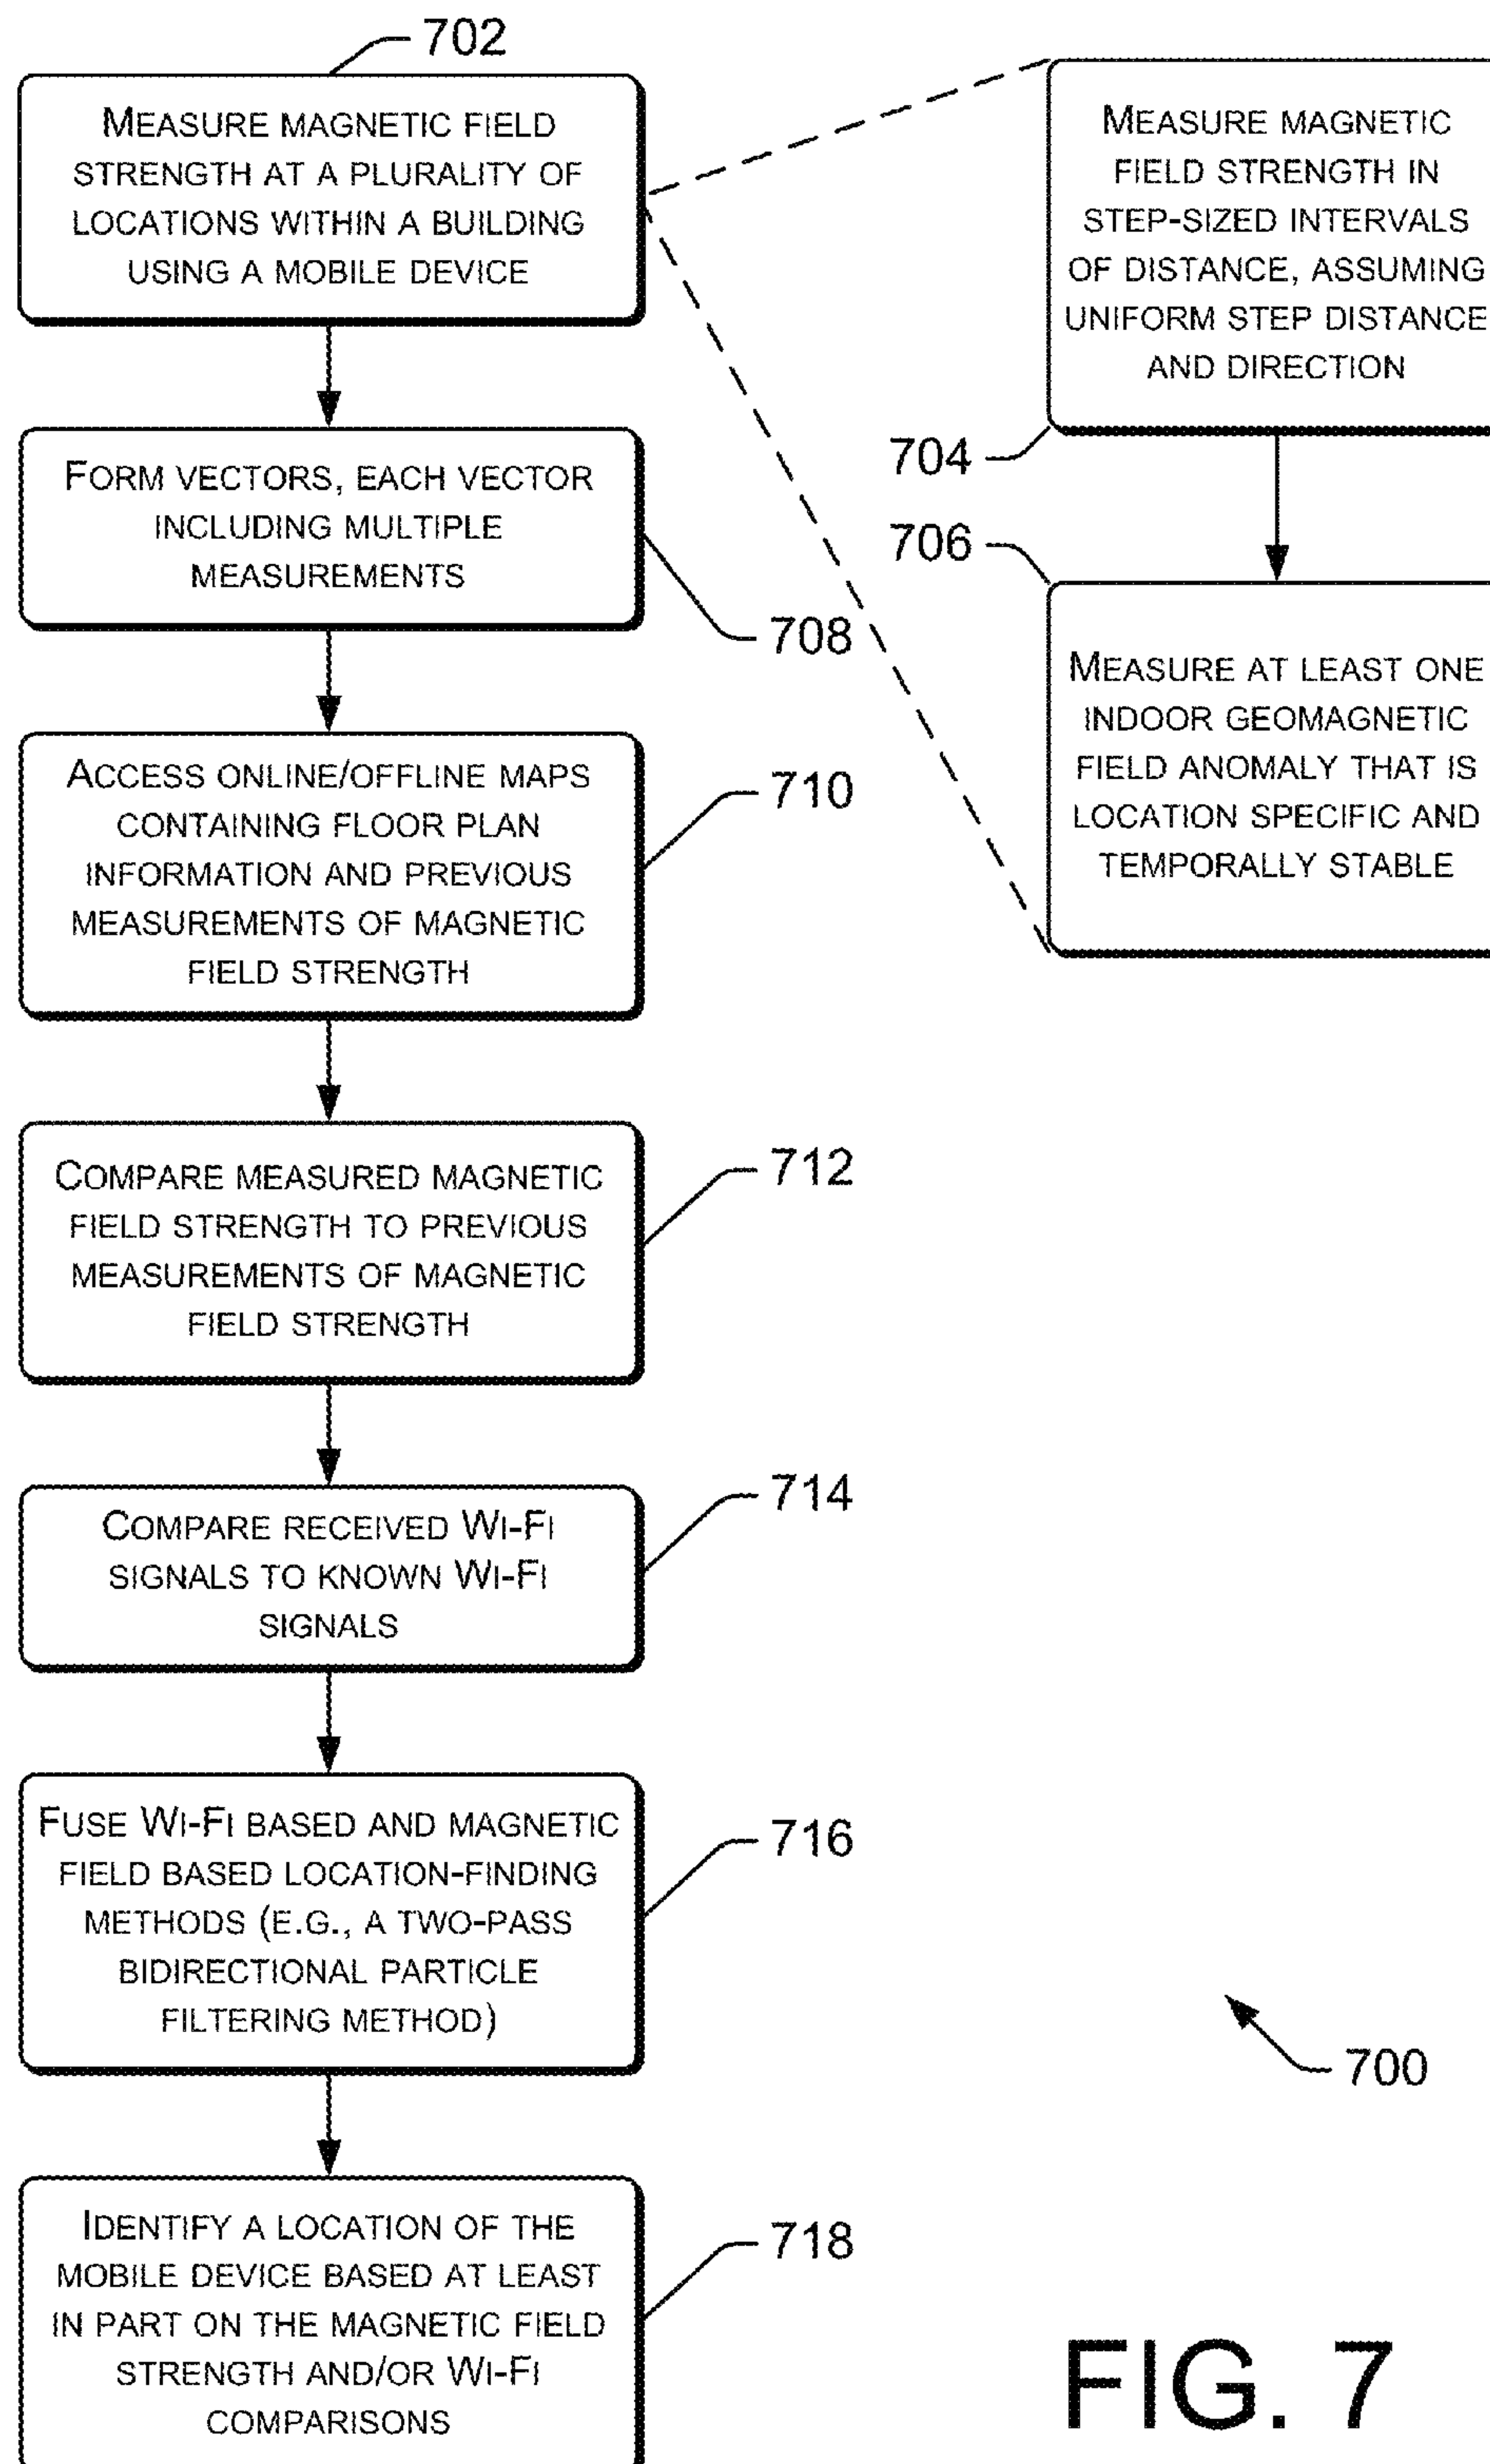 702
MEASURE MAGNETIC FIELD
STRENGTH AT A PLURALITY OF
LOCATIONS WITHIN A BUILDING
USING A MOBILE DEVICE
MEASURE MAGNETIC
FIELD STRENGTH IN
STEP-SIZED INTERVALS
OF DISTANCE, ASSUMING
UNIFORM STEP DISTANCE
AND DIRECTION
704
706
MEASURE AT LEAST ONE
INDOOR GEOMAGNETIC
FIELD ANOMALY THAT IS
LOCATION SPECIFIC AND
TEMPORALLY STABLE
FORM VECTORS, EACH VECTOR
INCLUDING MULTIPLE
MEASUREMENTS
708
ACCESS ONLINE/OFFLINE MAPS
CONTAINING FLOOR PLAN
INFORMATION AND PREVIOUS
MEASUREMENTS OF MAGNETIC
FIELD STRENGTH
710
COMPARE MEASURED MAGNETIC
FIELD STRENGTH TO PREVIOUS
MEASUREMENTS OF MAGNETIC
FIELD STRENGTH
712
COMPARE RECEIVED WI-FI
SIGNALS TO KNOWN WI-FI
SIGNALS
714
FUSE WI-FI BASED AND MAGNETIC
FIELD BASED LOCATION-FINDING
METHODS (E.G., A TWO-PASS
BIDIRECTIONAL PARTICLE
FILTERING METHOD)
716
IDENTIFY A LOCATION OF THE
MOBILE DEVICE BASED AT LEAST
IN PART ON THE MAGNETIC FIELD
STRENGTH AND/OR WI-FI
COMPARISONS
718
700
FIG. 7